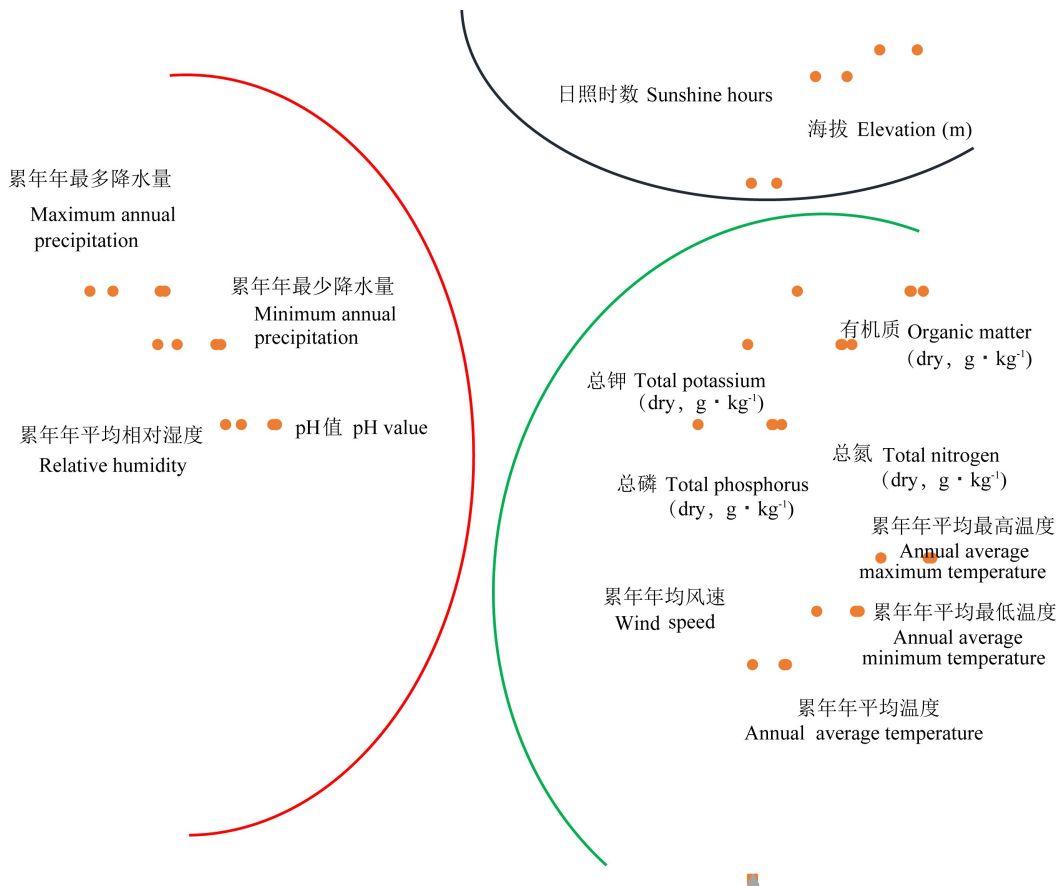 日照时数 Sunshine hours
海拔 Elevation (m)
累年年最多降水量
Maximum annual
precipitation
累年年最少降水量
Minimum annual
precipitation
累年年平均相对湿度
Relative humidity
pH值 pH value
有机质 Organic matter
(dry, g·kg⁻¹)
总钾 Total potassium
(dry, g·kg⁻¹)
总氮 Total nitrogen
(dry, g·kg⁻¹)
总磷 Total phosphorus
(dry, g·kg⁻¹)
累年年平均最高温度
Annual average
maximum temperature
累年年均风速
Wind speed
累年年平均最低温度
Annual average
minimum temperature
累年年平均温度
Annual average temperature